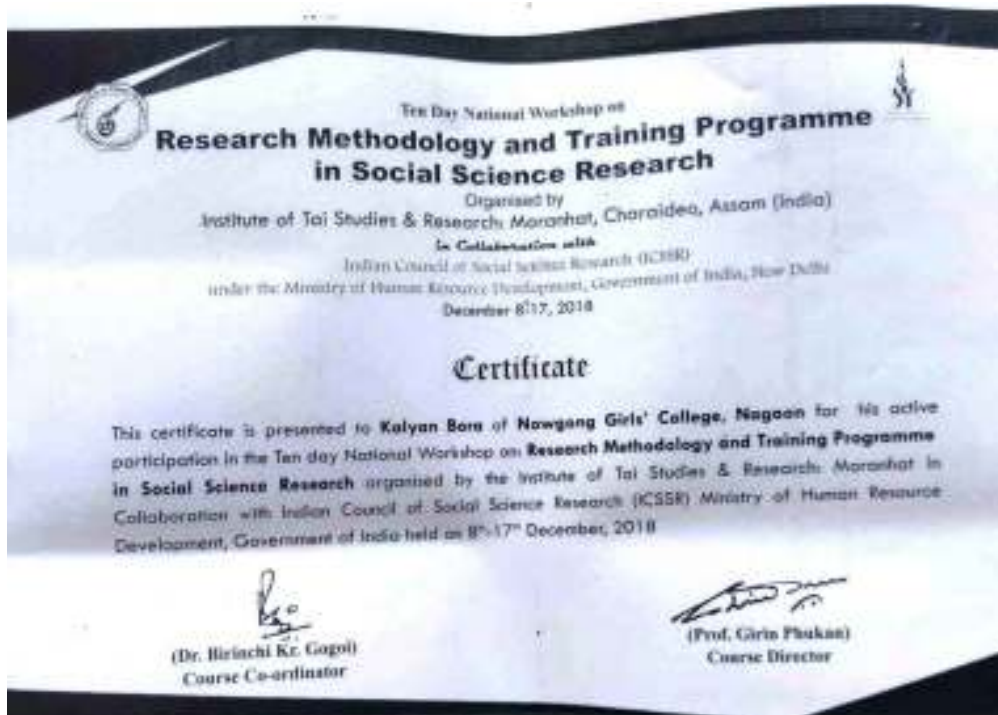 Ten Day National Workshop on
Research Methodology and Training Programme
in Social Science Research
Organised by
Institute of Tai Studies & Research: Moranhat, Charaideo, Assam (India)
In Collaboration with
Indian Council of Social Science Research (ICSSR)
under the Ministry of Human Resource Development, Government of India, New Delhi
December 8-17, 2018
Certificate
This certificate is presented to Kalyan Bora of Nowgong Girls' College, Nagaon for his active
participation in the Ten day National Workshop on Research Methodology and Training Programme
in Social Science Research organised by the Institute of Tai Studies & Research: Moranhat in
Collaboration with Indian Council of Social Science Research (ICSSR) Ministry of Human Resource
Development, Government of India held on 8th-17th December, 2018
(Dr. Birinchi Kr. Gogoi)
(Prof. Girin Phukan)
Course Co-ordinator
Course Director